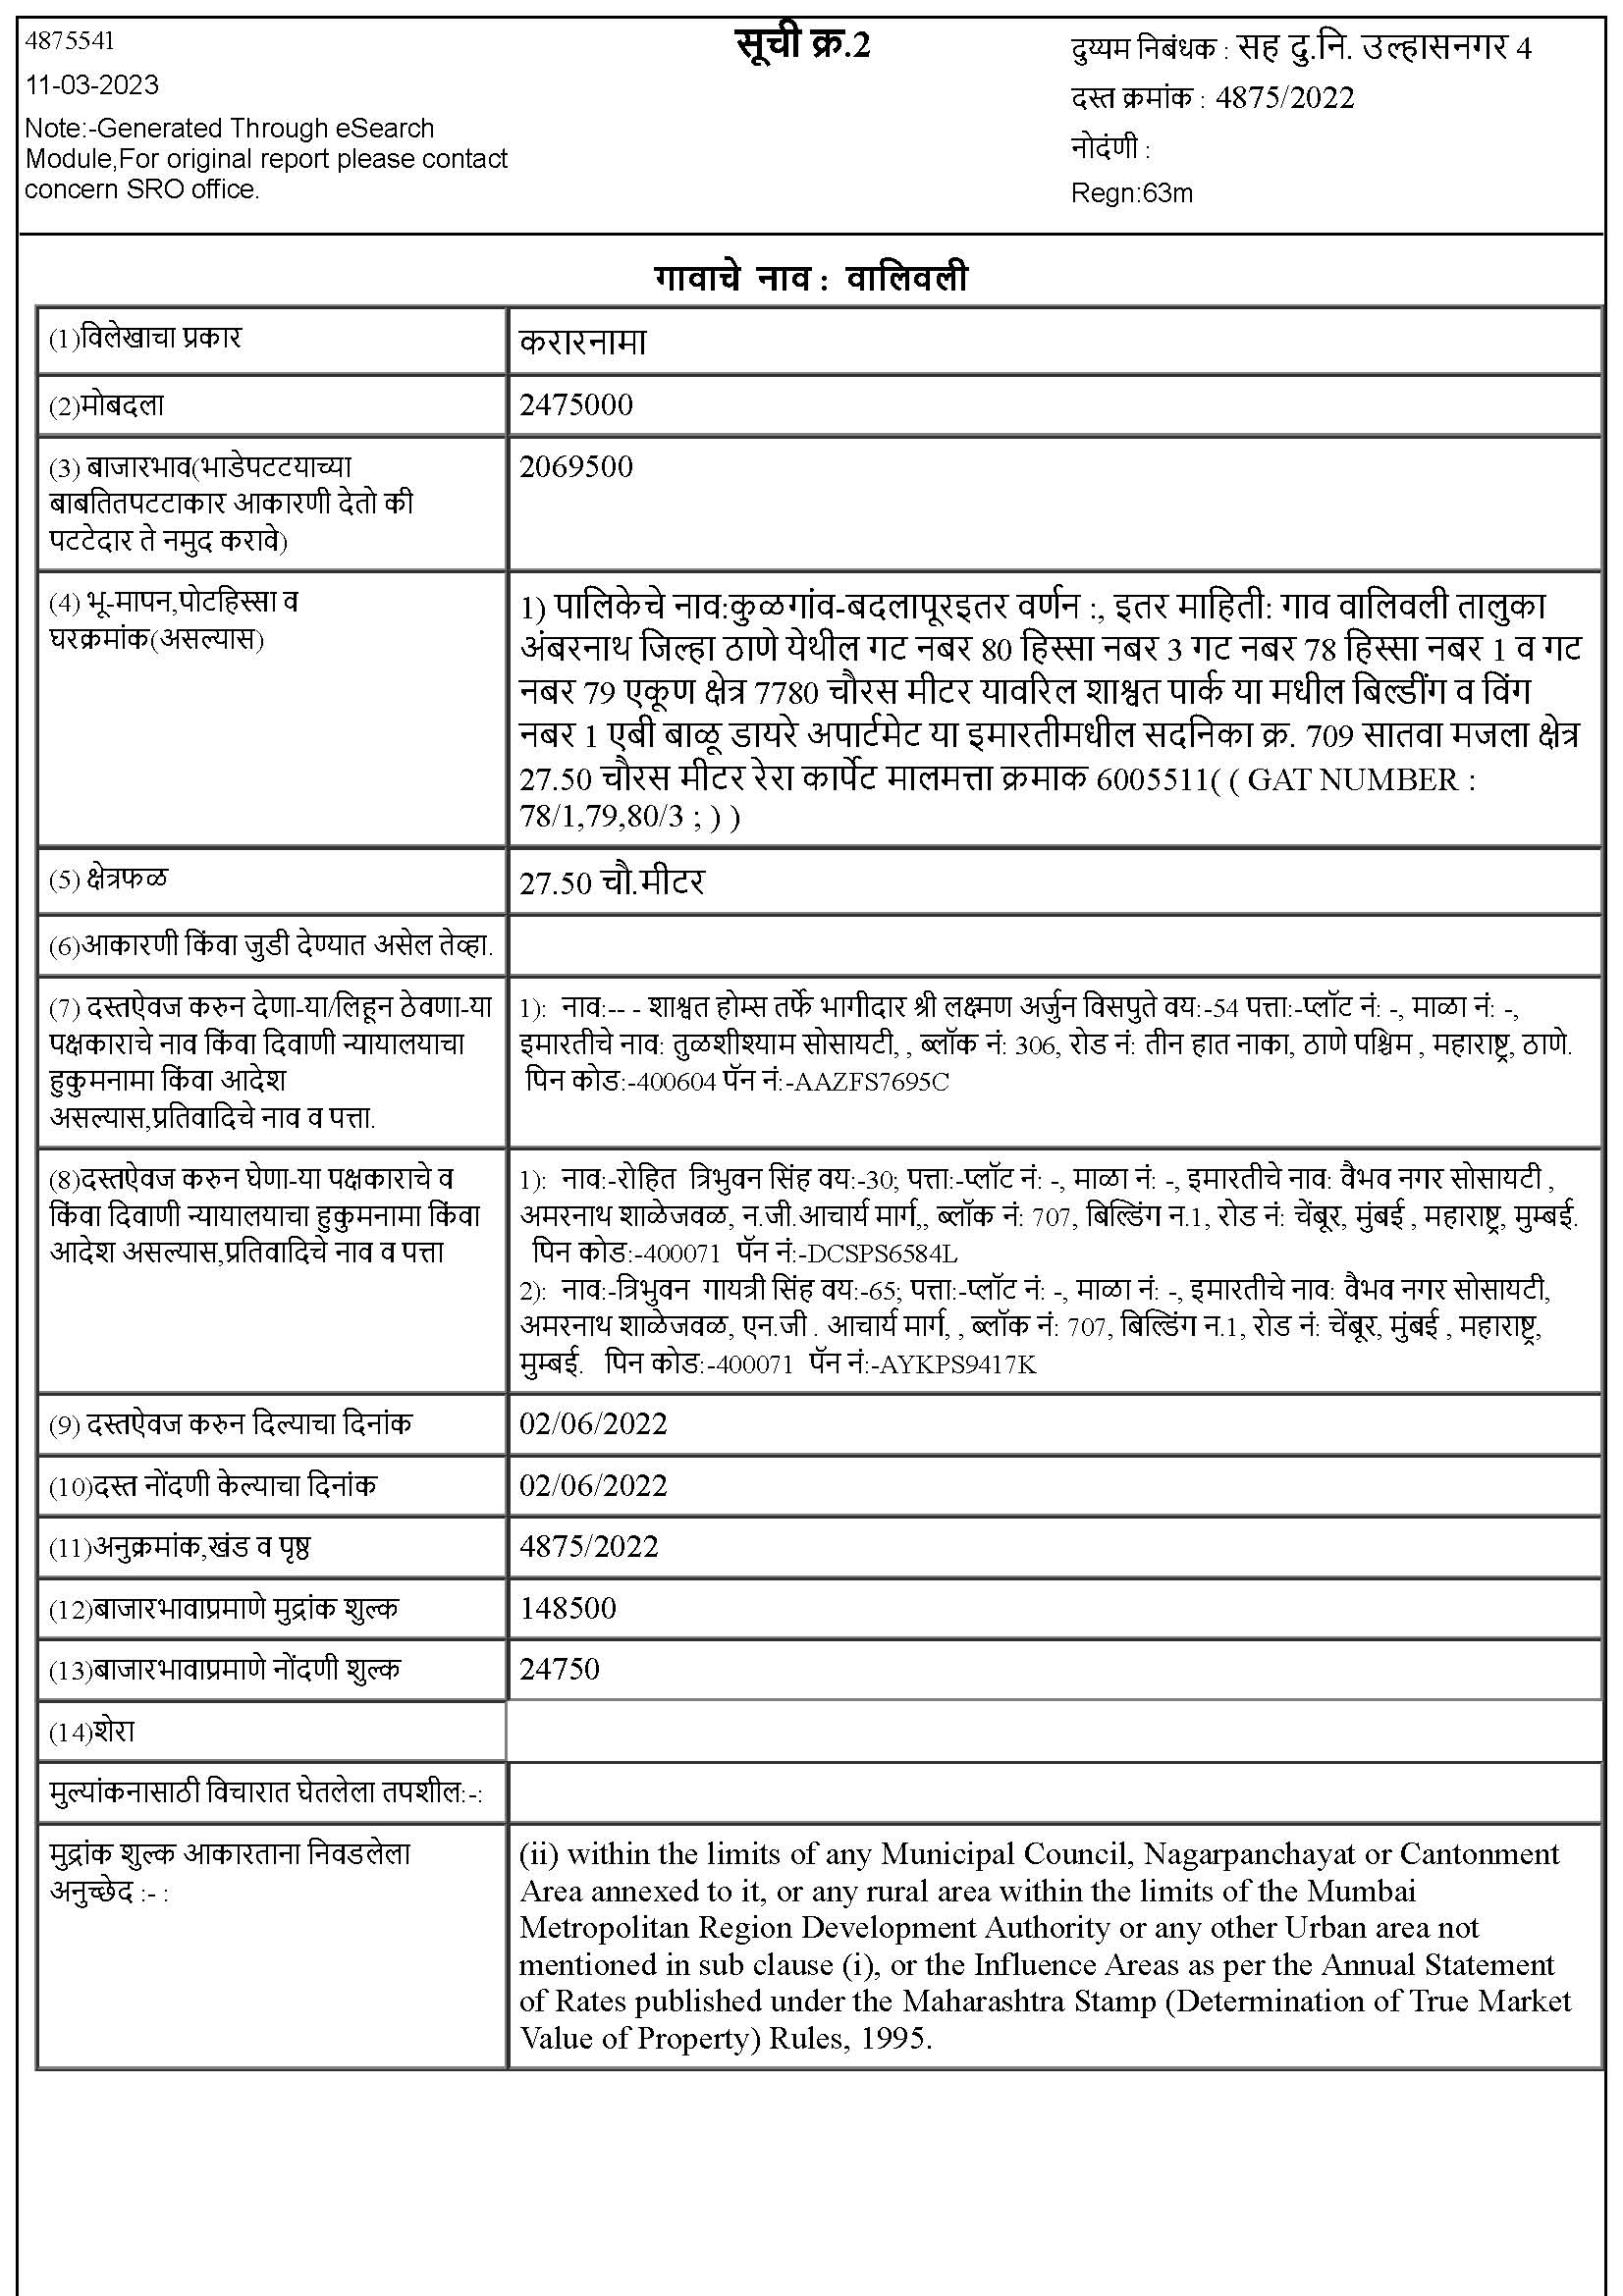 4875541
11-03-2023
Note:-Generated Through eSearch
Module,For original report please contact
concern SRO office.
सूची क्र.2
दुय्यम निबंधक : सह दु.नि. उल्हासनगर 4
दस्त क्रमांक : 4875/2022
नोदंणी :
Regn:63m
गावाचे नाव : वालिवली
(1)विलेखाचा प्रकार
करारनामा
(2)मोबदला
2475000
(3) बाजारभाव(भाडेपटटयाच्या
बाबतितपटटाकार आकारणी देतो की
पटटेदार ते नमुद करावे)
2069500
(4) भू-मापन,पोटहिस्सा व
घरक्रमांक(असल्यास)
1) पालिकेचे नाव:कुळगांव-बदलापूरइतर वर्णन :, इतर माहिती: गाव वालिवली तालुका
अंबरनाथ जिल्हा ठाणे येथील गट नबर 80 हिस्सा नबर 3 गट नबर 78 हिस्सा नबर 1 व गट
नबर 79 एकूण क्षेत्र 7780 चौरस मीटर यावरिल शाश्वत पार्क या मधील बिल्डींग व विंग
नबर 1 एबी बाळू डायरे अपार्टमेट या इमारतीमधील सदनिका क्र. 709 सातवा मजला क्षेत्र
27.50 चौरस मीटर रेरा कार्पेट मालमत्ता क्रमाक 6005511( ( GAT NUMBER :
78/1,79,80/3 ; ) )
(5) क्षेत्रफळ
27.50 चौ.मीटर
(6)आकारणी किंवा जुडी देण्यात असेल तेव्हा.
(7) दस्तऐवज करुन देणा-या/लिहून ठेवणा-या
पक्षकाराचे नाव किंवा दिवाणी न्यायालयाचा
हुकुमनामा किंवा आदेश
असल्यास,प्रतिवादिचे नाव व पत्ता.
1): नाव:-- - शाश्वत होम्स तर्फे भागीदार श्री लक्ष्मण अर्जुन विसपुते वय:-54 पत्ता:-प्लॉट नं: -, माळा नं: -,
इमारतीचे नाव: तुळशीश्याम सोसायटी, , ब्लॉक नं: 306, रोड नं: तीन हात नाका, ठाणे पश्चिम , महाराष्ट्र, ठाणे.
पिन कोड:-400604 पॅन नं:-AAZFS7695C
(8)दस्तऐवज करुन घेणा-या पक्षकाराचे व
किंवा दिवाणी न्यायालयाचा हुकुमनामा किंवा
आदेश असल्यास,प्रतिवादिचे नाव व पत्ता
1): नाव:-रोहित त्रिभुवन सिंह वय:-30; पत्ता:-प्लॉट नं: -, माळा नं: -, इमारतीचे नाव: वैभव नगर सोसायटी ,
अमरनाथ शाळेजवळ, न.जी.आचार्य मार्ग,, ब्लॉक नं: 707, बिल्डिंग न.1, रोड नं: चेंबूर, मुंबई , महाराष्ट्र, मुम्बई.
पिन कोड:-400071 पॅन नं:-DCSPS6584L
2): नाव:-त्रिभुवन गायत्री सिंह वय:-65; पत्ता:-प्लॉट नं: -, माळा नं: -, इमारतीचे नाव: वैभव नगर सोसायटी,
अमरनाथ शाळेजवळ, एन.जी . आचार्य मार्ग, , ब्लॉक नं: 707, बिल्डिंग न.1, रोड नं: चेंबूर, मुंबई , महाराष्ट्र,
मुम्बई. पिन कोड:-400071 पॅन नं:-AYKPS9417K
(9) दस्तऐवज करुन दिल्याचा दिनांक
02/06/2022
(10)दस्त नोंदणी केल्याचा दिनांक
02/06/2022
(11)अनुक्रमांक,खंड व पृष्ठ
4875/2022
(12)बाजारभावाप्रमाणे मुद्रांक शुल्क
148500
(13)बाजारभावाप्रमाणे नोंदणी शुल्क
24750
(14)शेरा
मुल्यांकनासाठी विचारात घेतलेला तपशील:-:
मुद्रांक शुल्क आकारताना निवडलेला
अनुच्छेद :- :
(ii) within the limits of any Municipal Council, Nagarpanchayat or Cantonment
Area annexed to it, or any rural area within the limits of the Mumbai
Metropolitan Region Development Authority or any other Urban area not
mentioned in sub clause (i), or the Influence Areas as per the Annual Statement
of Rates published under the Maharashtra Stamp (Determination of True Market
Value of Property) Rules, 1995.